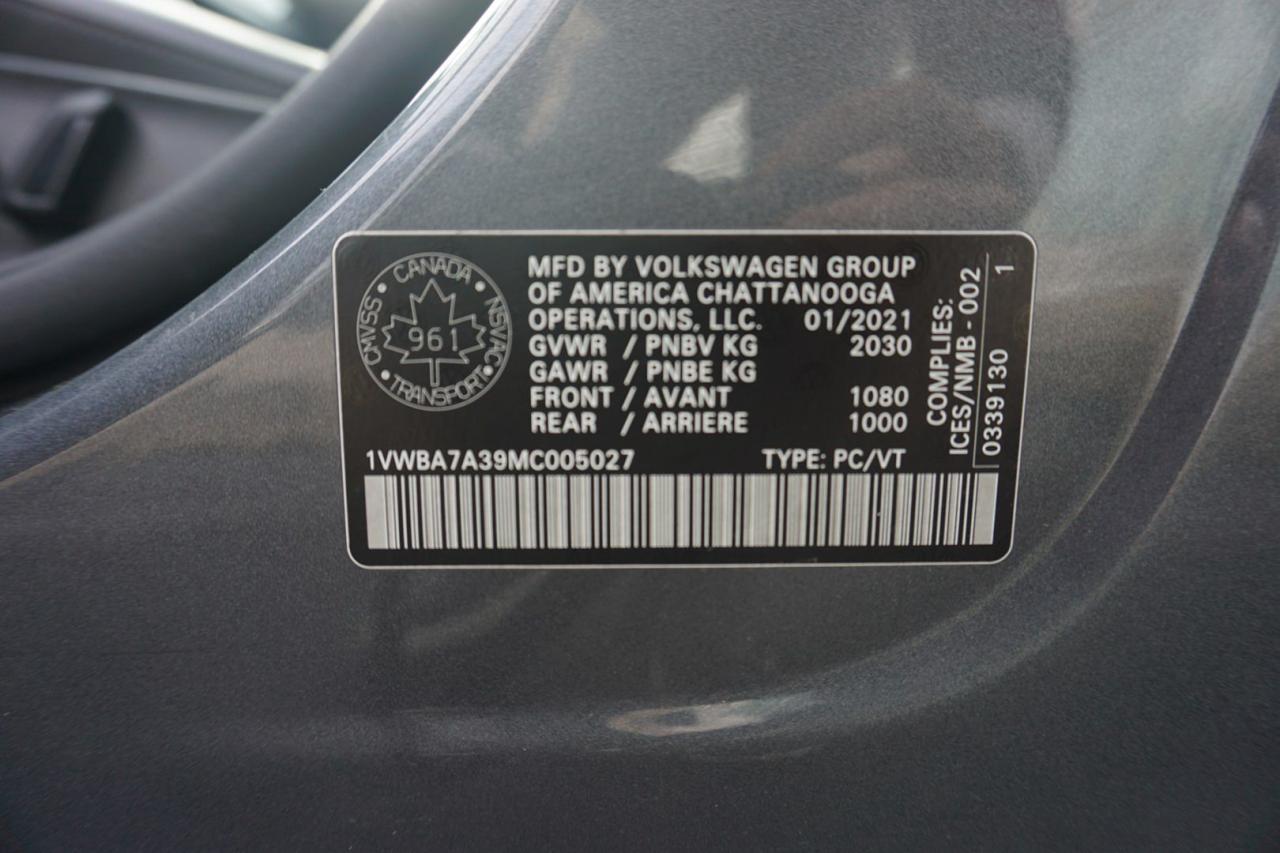 CANADA
CMVSS
NSVAC
961
TRANSPORT
MFD BY VOLKSWAGEN GROUP
OF AMERICA CHATTANOOGA
OPERATIONS, LLC. 01/2021
GVWR / PNBV KG 2030
GAWR / PNBE KG
FRONT / AVANT 1080
REAR / ARRIERE 1000
COMPLIES:
ICES/NMB - 002
0339130 1
1VWBA7A39MC005027 TYPE: PC/VT